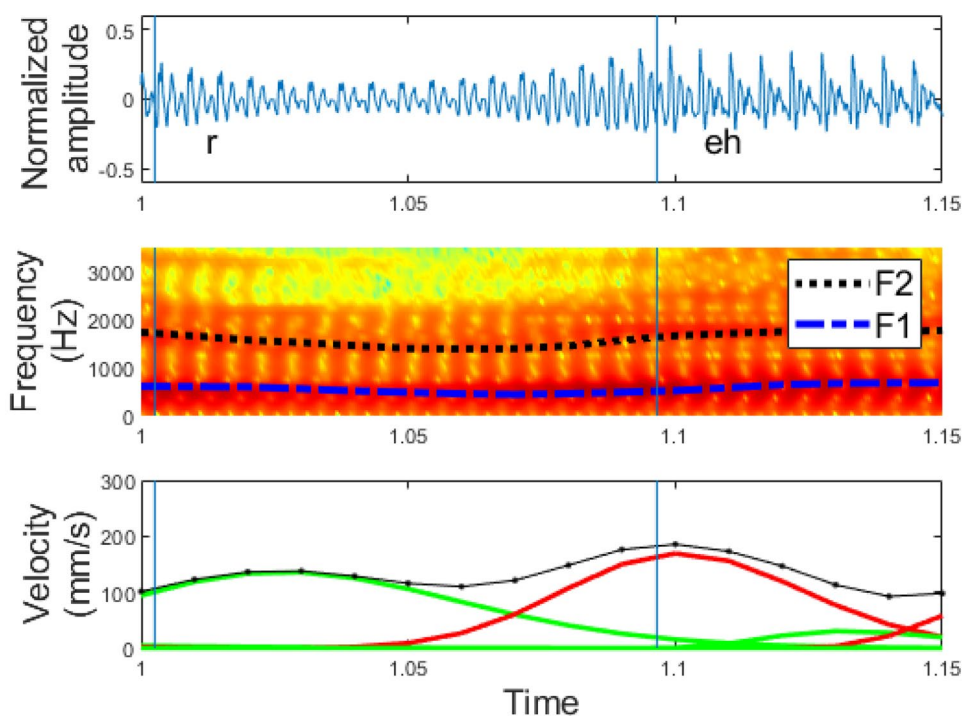 Normalized
amplitude
0.5
0
-0.5
r
eh
1
1.05
1.1
1.15
Frequency
(Hz)
3000
2000
1000
0
F2
F1
1
1.05
1.1
1.15
Velocity
(mm/s)
300
200
100
0
1
1.05
1.1
1.15
Time